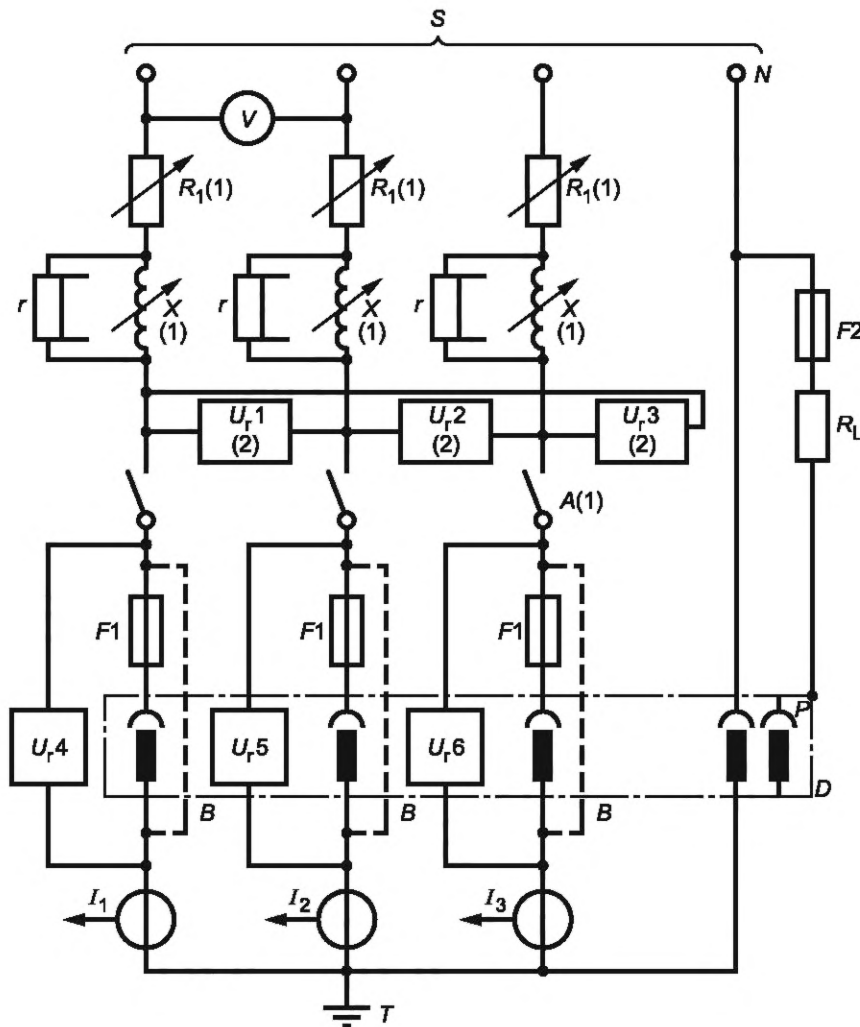 S
N
V
R1(1) R1(1) R1(1)
r X r X r X
(1) (1) (1)
F2
Ur1 Ur2 Ur3
(2) (2) (2)
RL
A(1)
F1 F1 F1
P
Ur4 Ur5 Ur6
D
B B B
I1 I2 I3
T